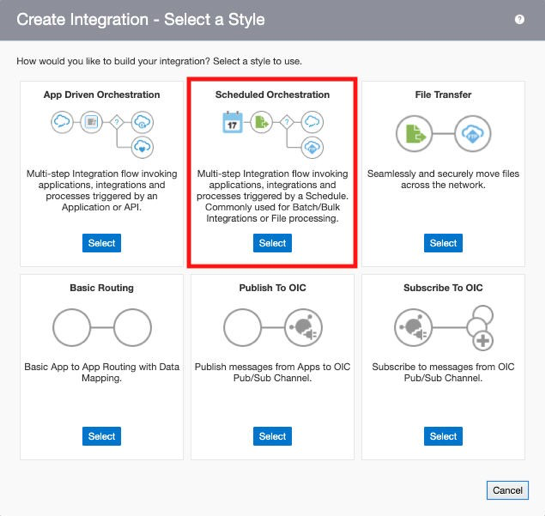 Create Integration - Select a Style
?
How would you like to build your integration? Select a style to use.
App Driven Orchestration
Multi-step Integration flow invoking
applications, integrations and
processes triggered by an
Application or API.
Select
Scheduled Orchestration
17
Multi-step Integration flow invoking
applications, integrations and
processes triggered by a Schedule.
Commonly used for Batch/Bulk
Integrations or File processing.
Select
File Transfer
Seamlessly and securely move files
across the network.
Select
Basic Routing
Basic App to App Routing with Data
Mapping.
Select
Publish To OIC
Publish messages from Apps to OIC
Pub/Sub Channel.
Select
Subscribe To OIC
Subscribe to messages from OIC
Pub/Sub Channel.
Select
Cancel